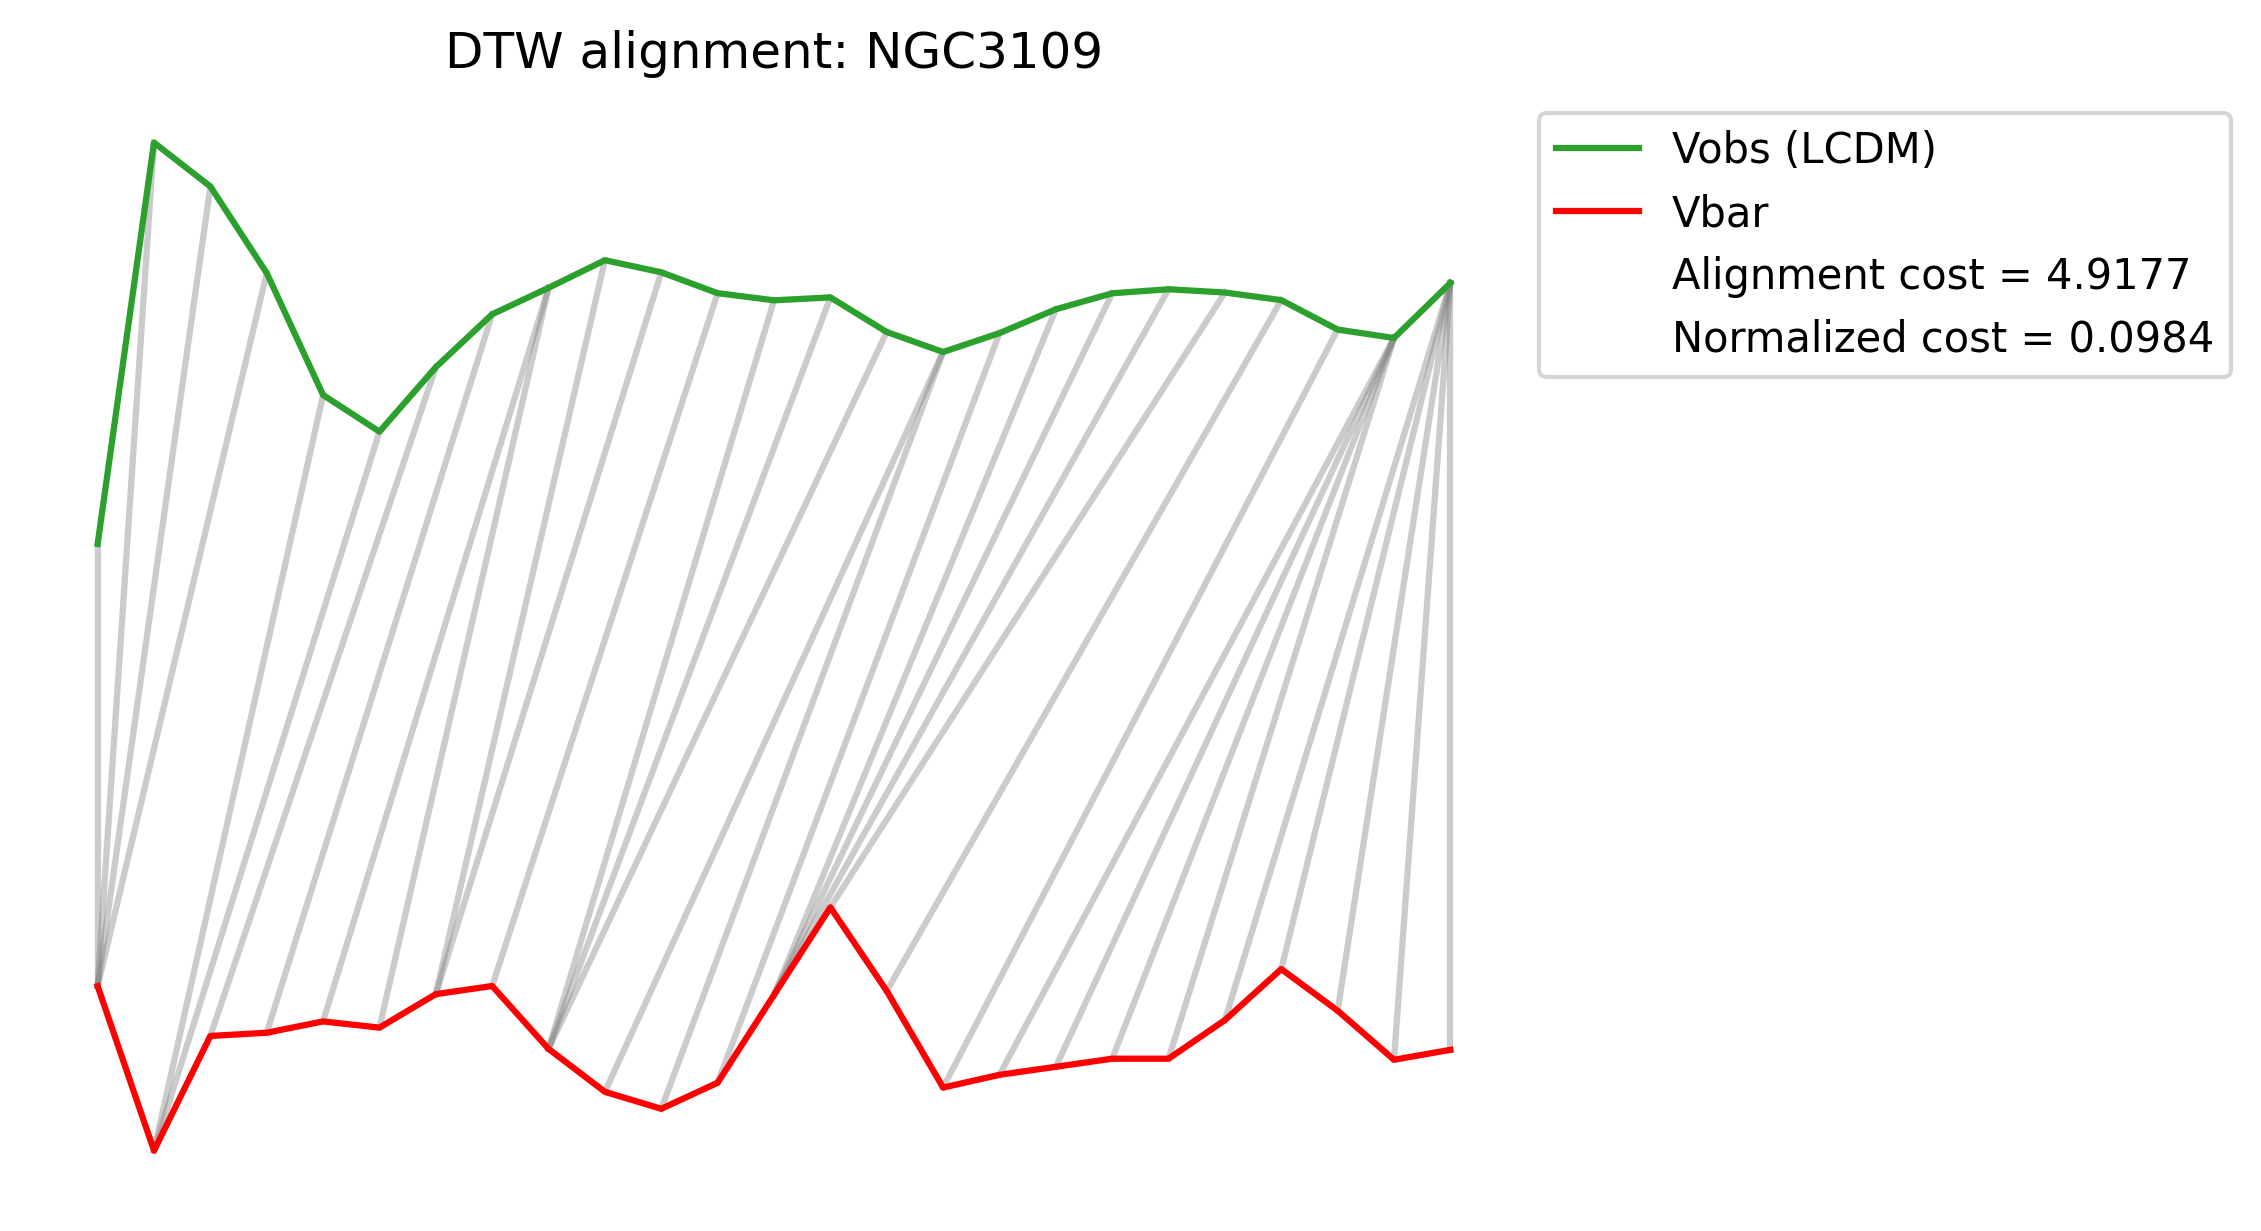 DTW alignment: NGC3109
Vobs (LCDM)
Vbar
Alignment cost = 4.9177
Normalized cost = 0.0984